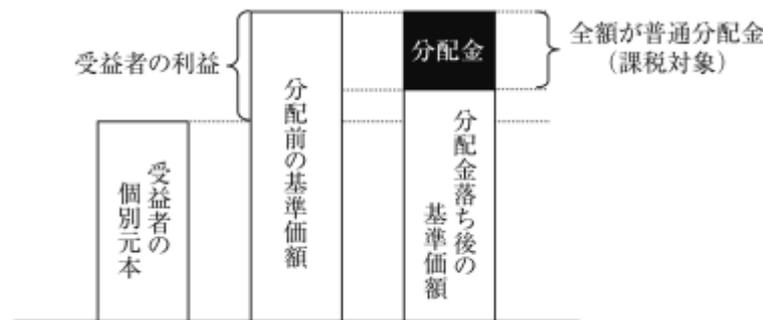 受益者の利益
分配金
全額が普通分配金
（課税対象）
受益者の
個別元本
分配前の基準価額
分配金落ち後の
基準価額